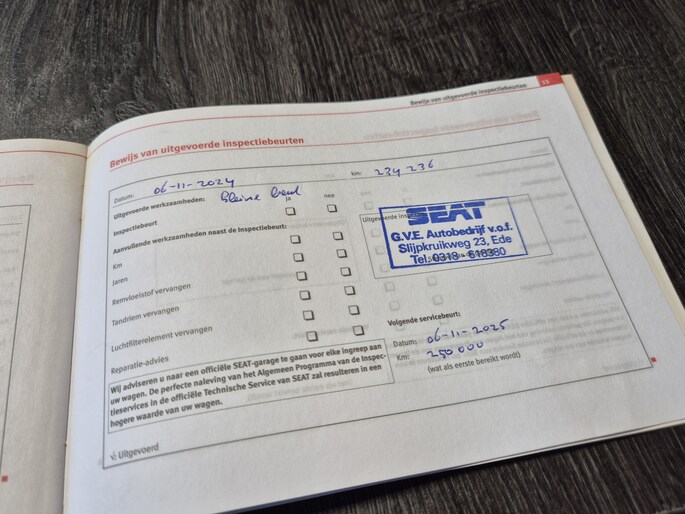 Bewijs van uitgevoerde inspectiebeurten 33
Bewijs van uitgevoerde inspectiebeurten
Datum: 06-11-2024 km: 234 236
Uitgevoerde werkzaamheden: kleine beurt
ja nee
Inspectiebeurt
Uitgevoerde
SEAT
G.V.E. Autobedrijf v.o.f.
Slijpkruikweg 23, Ede
Tel. 0318 - 618380
Aanvullende werkzaamheden naast de Inspectiebeurt:
Km
Jaren
Remvloeistof vervangen
Tandriem vervangen
Luchtfilterelement vervangen
Reparatie-advies
Volgende servicebeurt:
Datum: 06-11-2025
Km: 250 000
(wat als eerste bereikt wordt)
Wij adviseren u naar een officiële SEAT-garage te gaan voor elke ingreep aan
uw wagen. De perfecte naleving van het Algemeen Programma van de Inspec-
tieservices in de officiële Technische Service van SEAT zal resulteren in een
hogere waarde van uw wagen.
√: Uitgevoerd